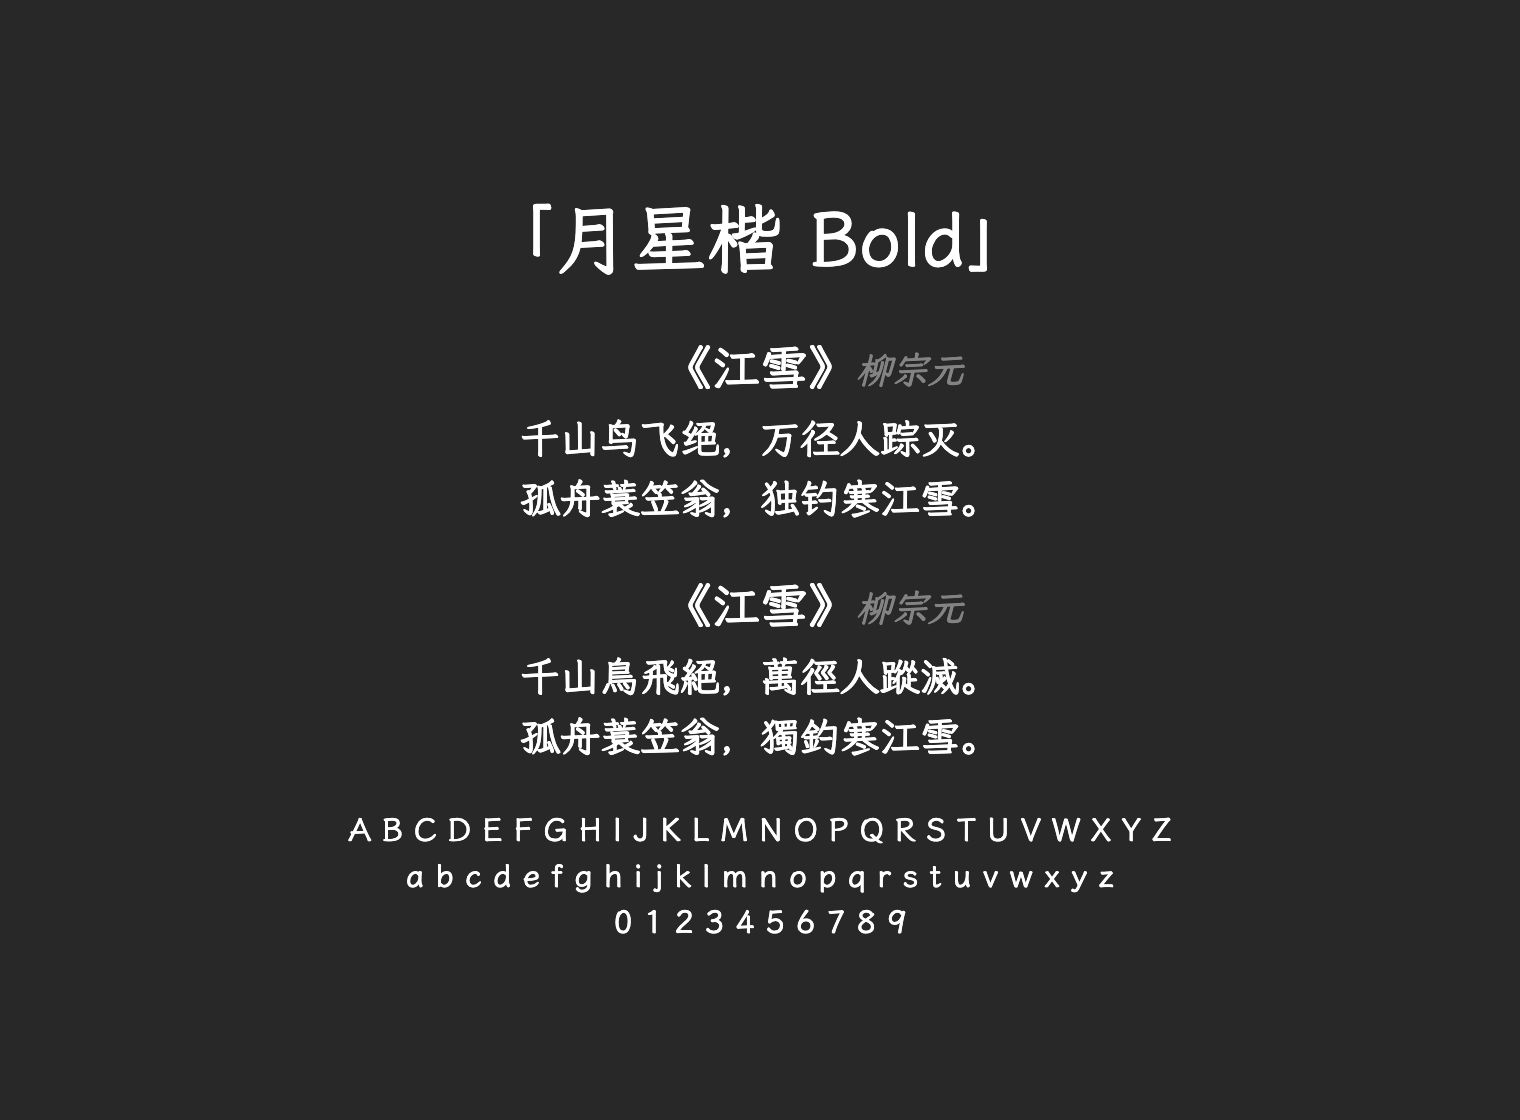 「月星楷 Bold」
《江雪》柳宗元
千山鸟飞绝，万径人踪灭。
孤舟蓑笠翁，独钓寒江雪。
《江雪》柳宗元
千山鳥飛絕，萬徑人蹤滅。
孤舟蓑笠翁，獨釣寒江雪。
A B C D E F G H I J K L M N O P Q R S T U V W X Y Z
a b c d e f g h i j k l m n o p q r s t u v w x y z
0 1 2 3 4 5 6 7 8 9